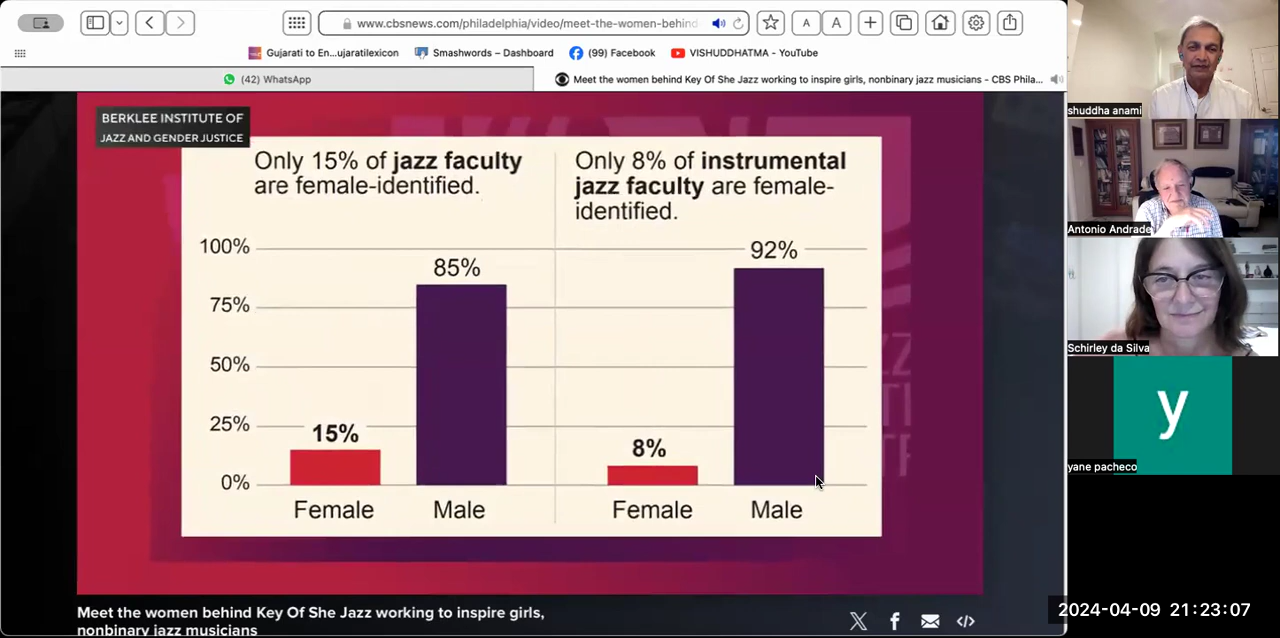 www.cbsnews.com/philadelphia/video/meet-the-women-behind
A
A
Gujarati to En...ujaratilexicon
Smashwords – Dashboard
(99) Facebook
VISHUDDHATMA - YouTube
(42) WhatsApp
Meet the women behind Key Of She Jazz working to inspire girls, nonbinary jazz musicians - CBS Phila...
BERKLEE INSTITUTE OF
JAZZ AND GENDER JUSTICE
Only 15% of jazz faculty
are female-identified.
Only 8% of instrumental
jazz faculty are female-
identified.
100%
75%
50%
25%
0%
15%
85%
Female
Male
8%
92%
Female
Male
Meet the women behind Key Of She Jazz working to inspire girls,
nonbinary jazz musicians
shuddha anami
Antonio Andrade
Schirley da Silva
y
yane pacheco
2024-04-09 21:23:07